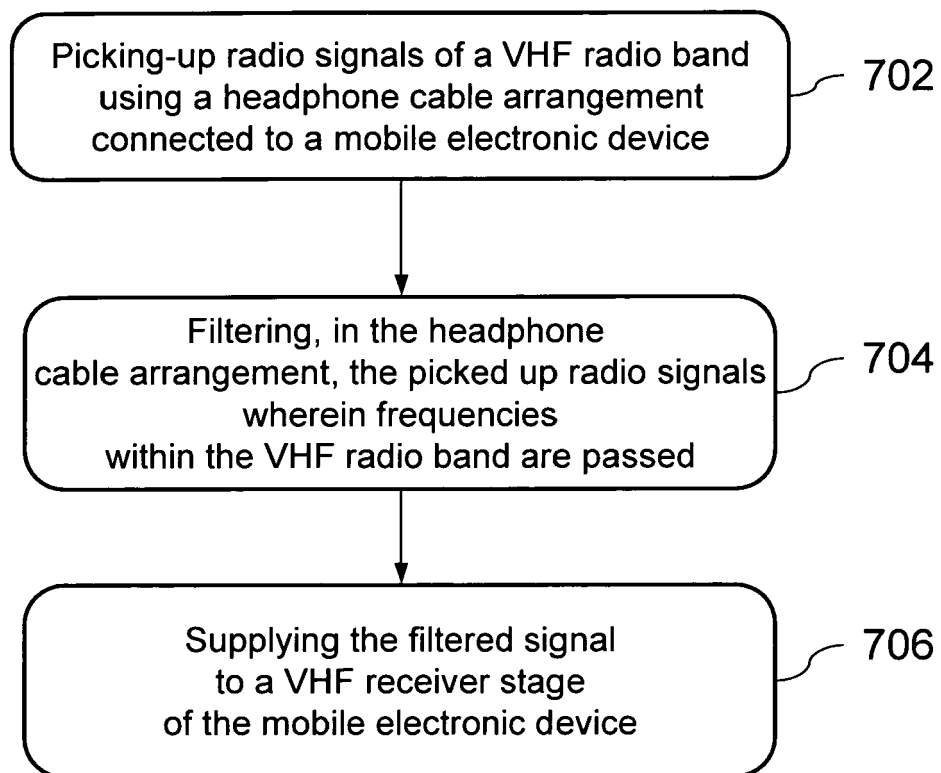 Picking-up radio signals of a VHF radio band
using a headphone cable arrangement
connected to a mobile electronic device
702
Filtering, in the headphone
cable arrangement, the picked up radio signals
wherein frequencies
within the VHF radio band are passed
704
Supplying the filtered signal
to a VHF receiver stage
of the mobile electronic device
706